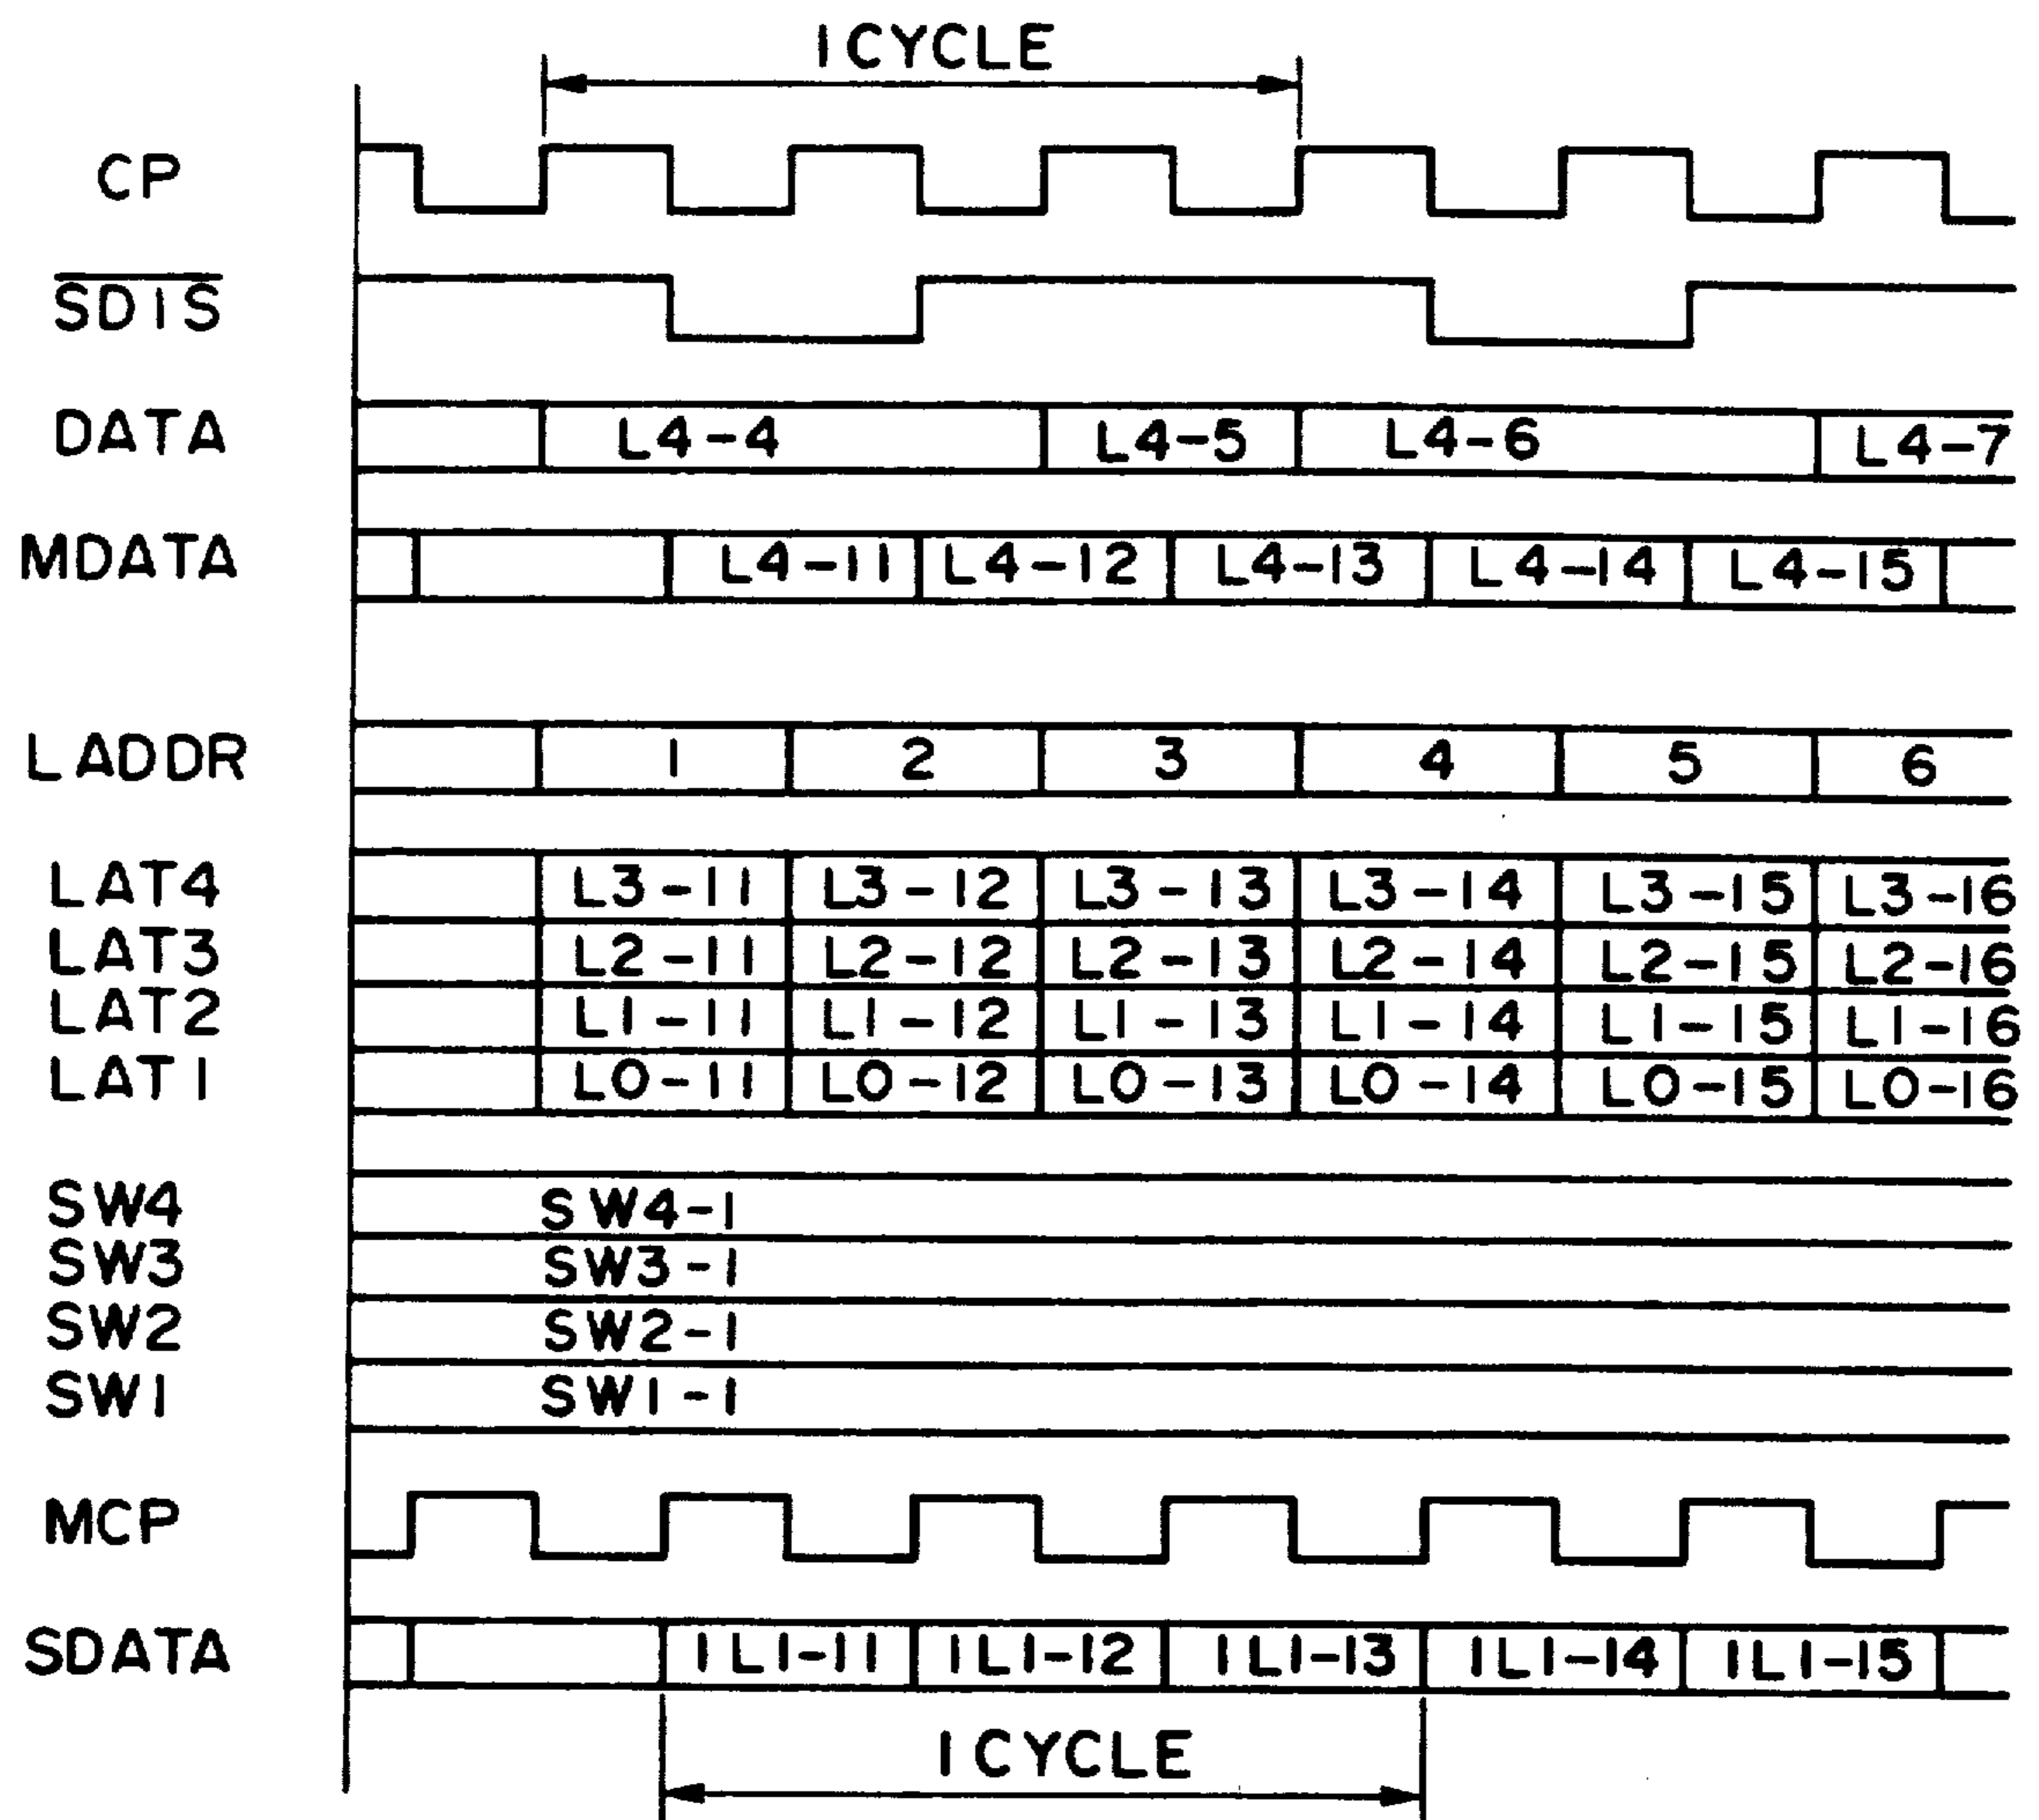 1 CYCLE
CP
SDIS
DATA L4-4 L4-5 L4-6 L4-7
MDATA L4-11 L4-12 L4-13 L4-14 L4-15
LADDR 1 2 3 4 5 6
LAT4 L3-11 L3-12 L3-13 L3-14 L3-15 L3-16
LAT3 L2-11 L2-12 L2-13 L2-14 L2-15 L2-16
LAT2 L1-11 L1-12 L1-13 L1-14 L1-15 L1-16
LAT1 L0-11 L0-12 L0-13 L0-14 L0-15 L0-16
SW4 SW4-1
SW3 SW3-1
SW2 SW2-1
SW1 SW1-1
MCP
SDATA 1L1-11 1L1-12 1L1-13 1L1-14 1L1-15
1 CYCLE